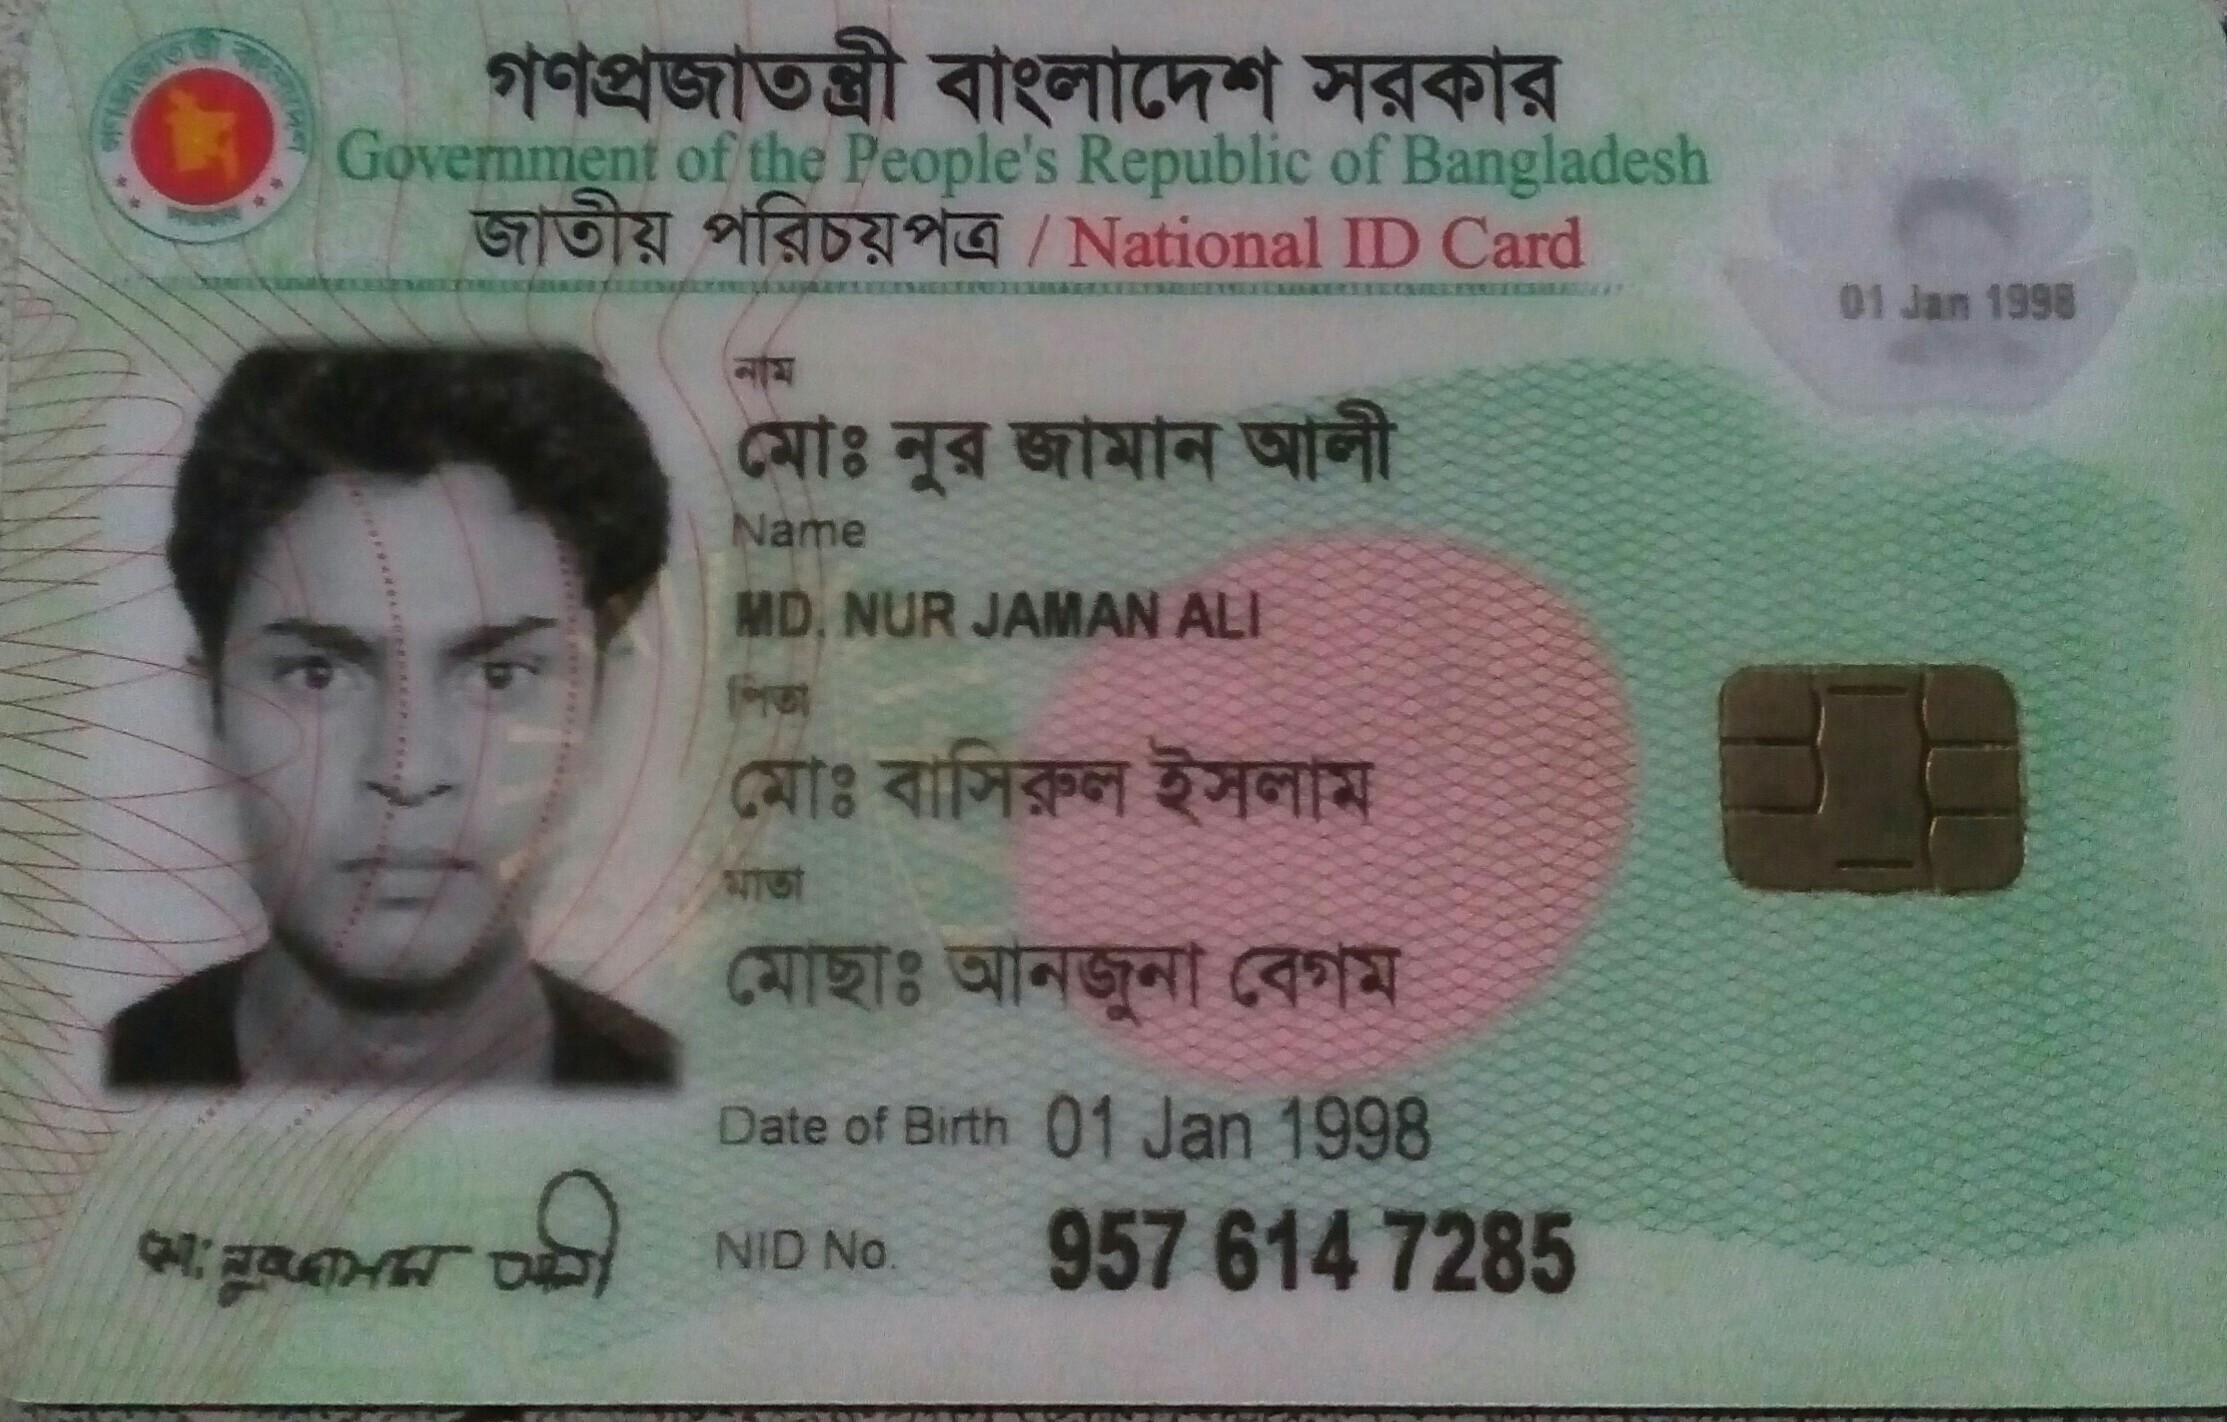 গণপ্রজাতন্ত্রী বাংলাদেশ সরকার
Government of the People's Republic of Bangladesh
জাতীয় পরিচয়পত্র / National ID Card
01 Jan 1998
নাম
মোঃ নুর জামান আলী
Name
MD. NUR JAMAN ALI
পিতা
মোঃ বাসিরুল ইসলাম
মাতা
মোছাঃ আনজুনা বেগম
Date of Birth 01 Jan 1998
মো: নুর জামান আলী
NID No. 957 614 7285